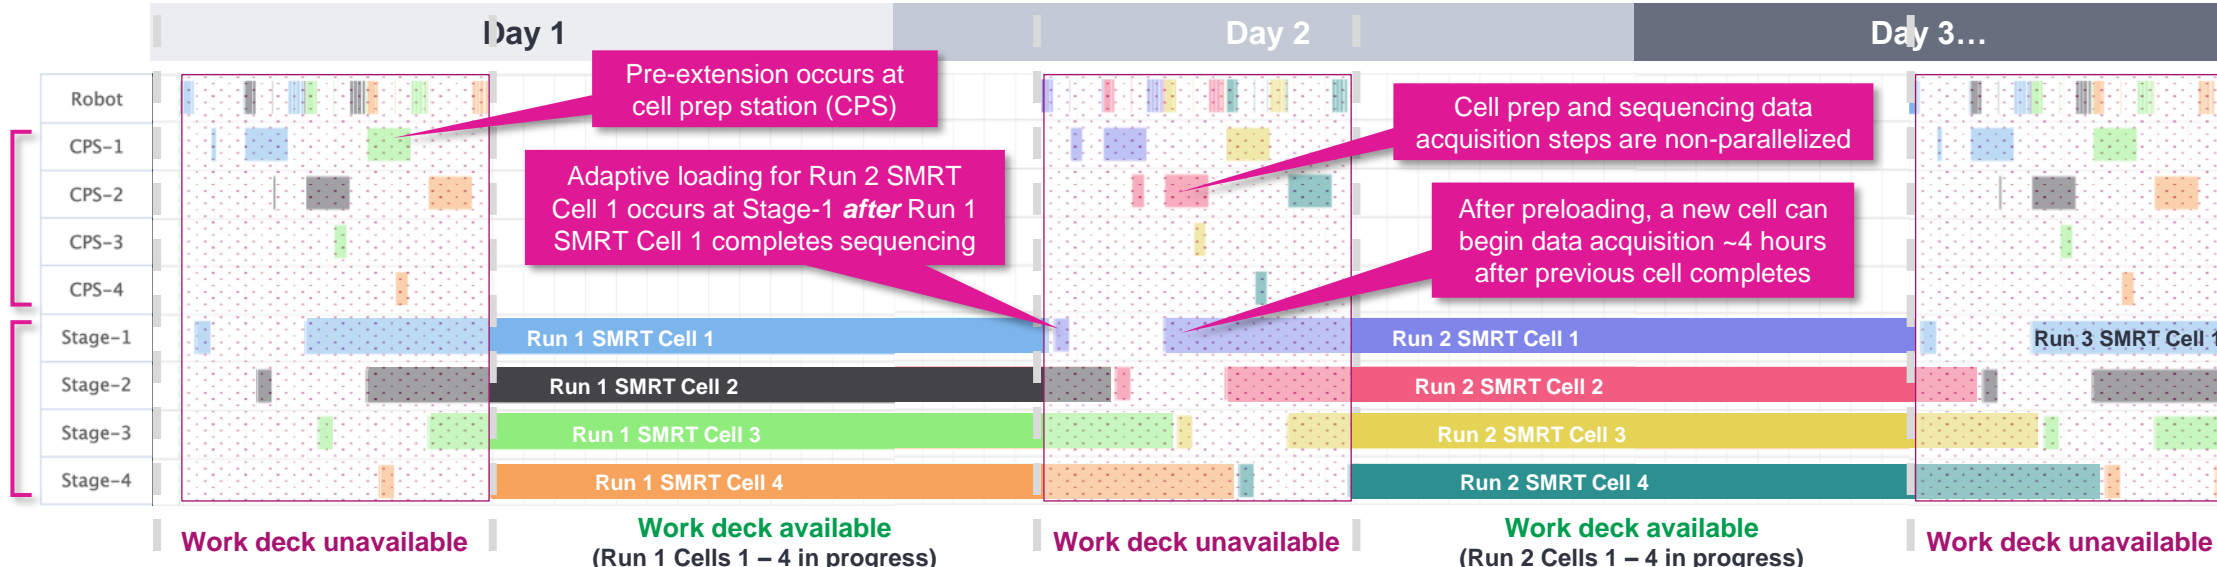 Day 1
Day 2
Day 3...
Robot
CPS-1
CPS-2
CPS-3
CPS-4
Stage-1
Stage-2
Stage-3
Stage-4
Pre-extension occurs at
cell prep station (CPS)
Adaptive loading for Run 2 SMRT
Cell 1 occurs at Stage-1 after Run 1
SMRT Cell 1 completes sequencing
Cell prep and sequencing data
acquisition steps are non-parallelized
After preloading, a new cell can
begin data acquisition ~4 hours
after previous cell completes
Run 1 SMRT Cell 1
Run 2 SMRT Cell 1
Run 3 SMRT Cell 1
Run 1 SMRT Cell 2
Run 2 SMRT Cell 2
Run 1 SMRT Cell 3
Run 2 SMRT Cell 3
Run 1 SMRT Cell 4
Run 2 SMRT Cell 4
Work deck unavailable
Work deck available
(Run 1 Cells 1 – 4 in progress)
Work deck unavailable
Work deck available
(Run 2 Cells 1 – 4 in progress)
Work deck unavailable